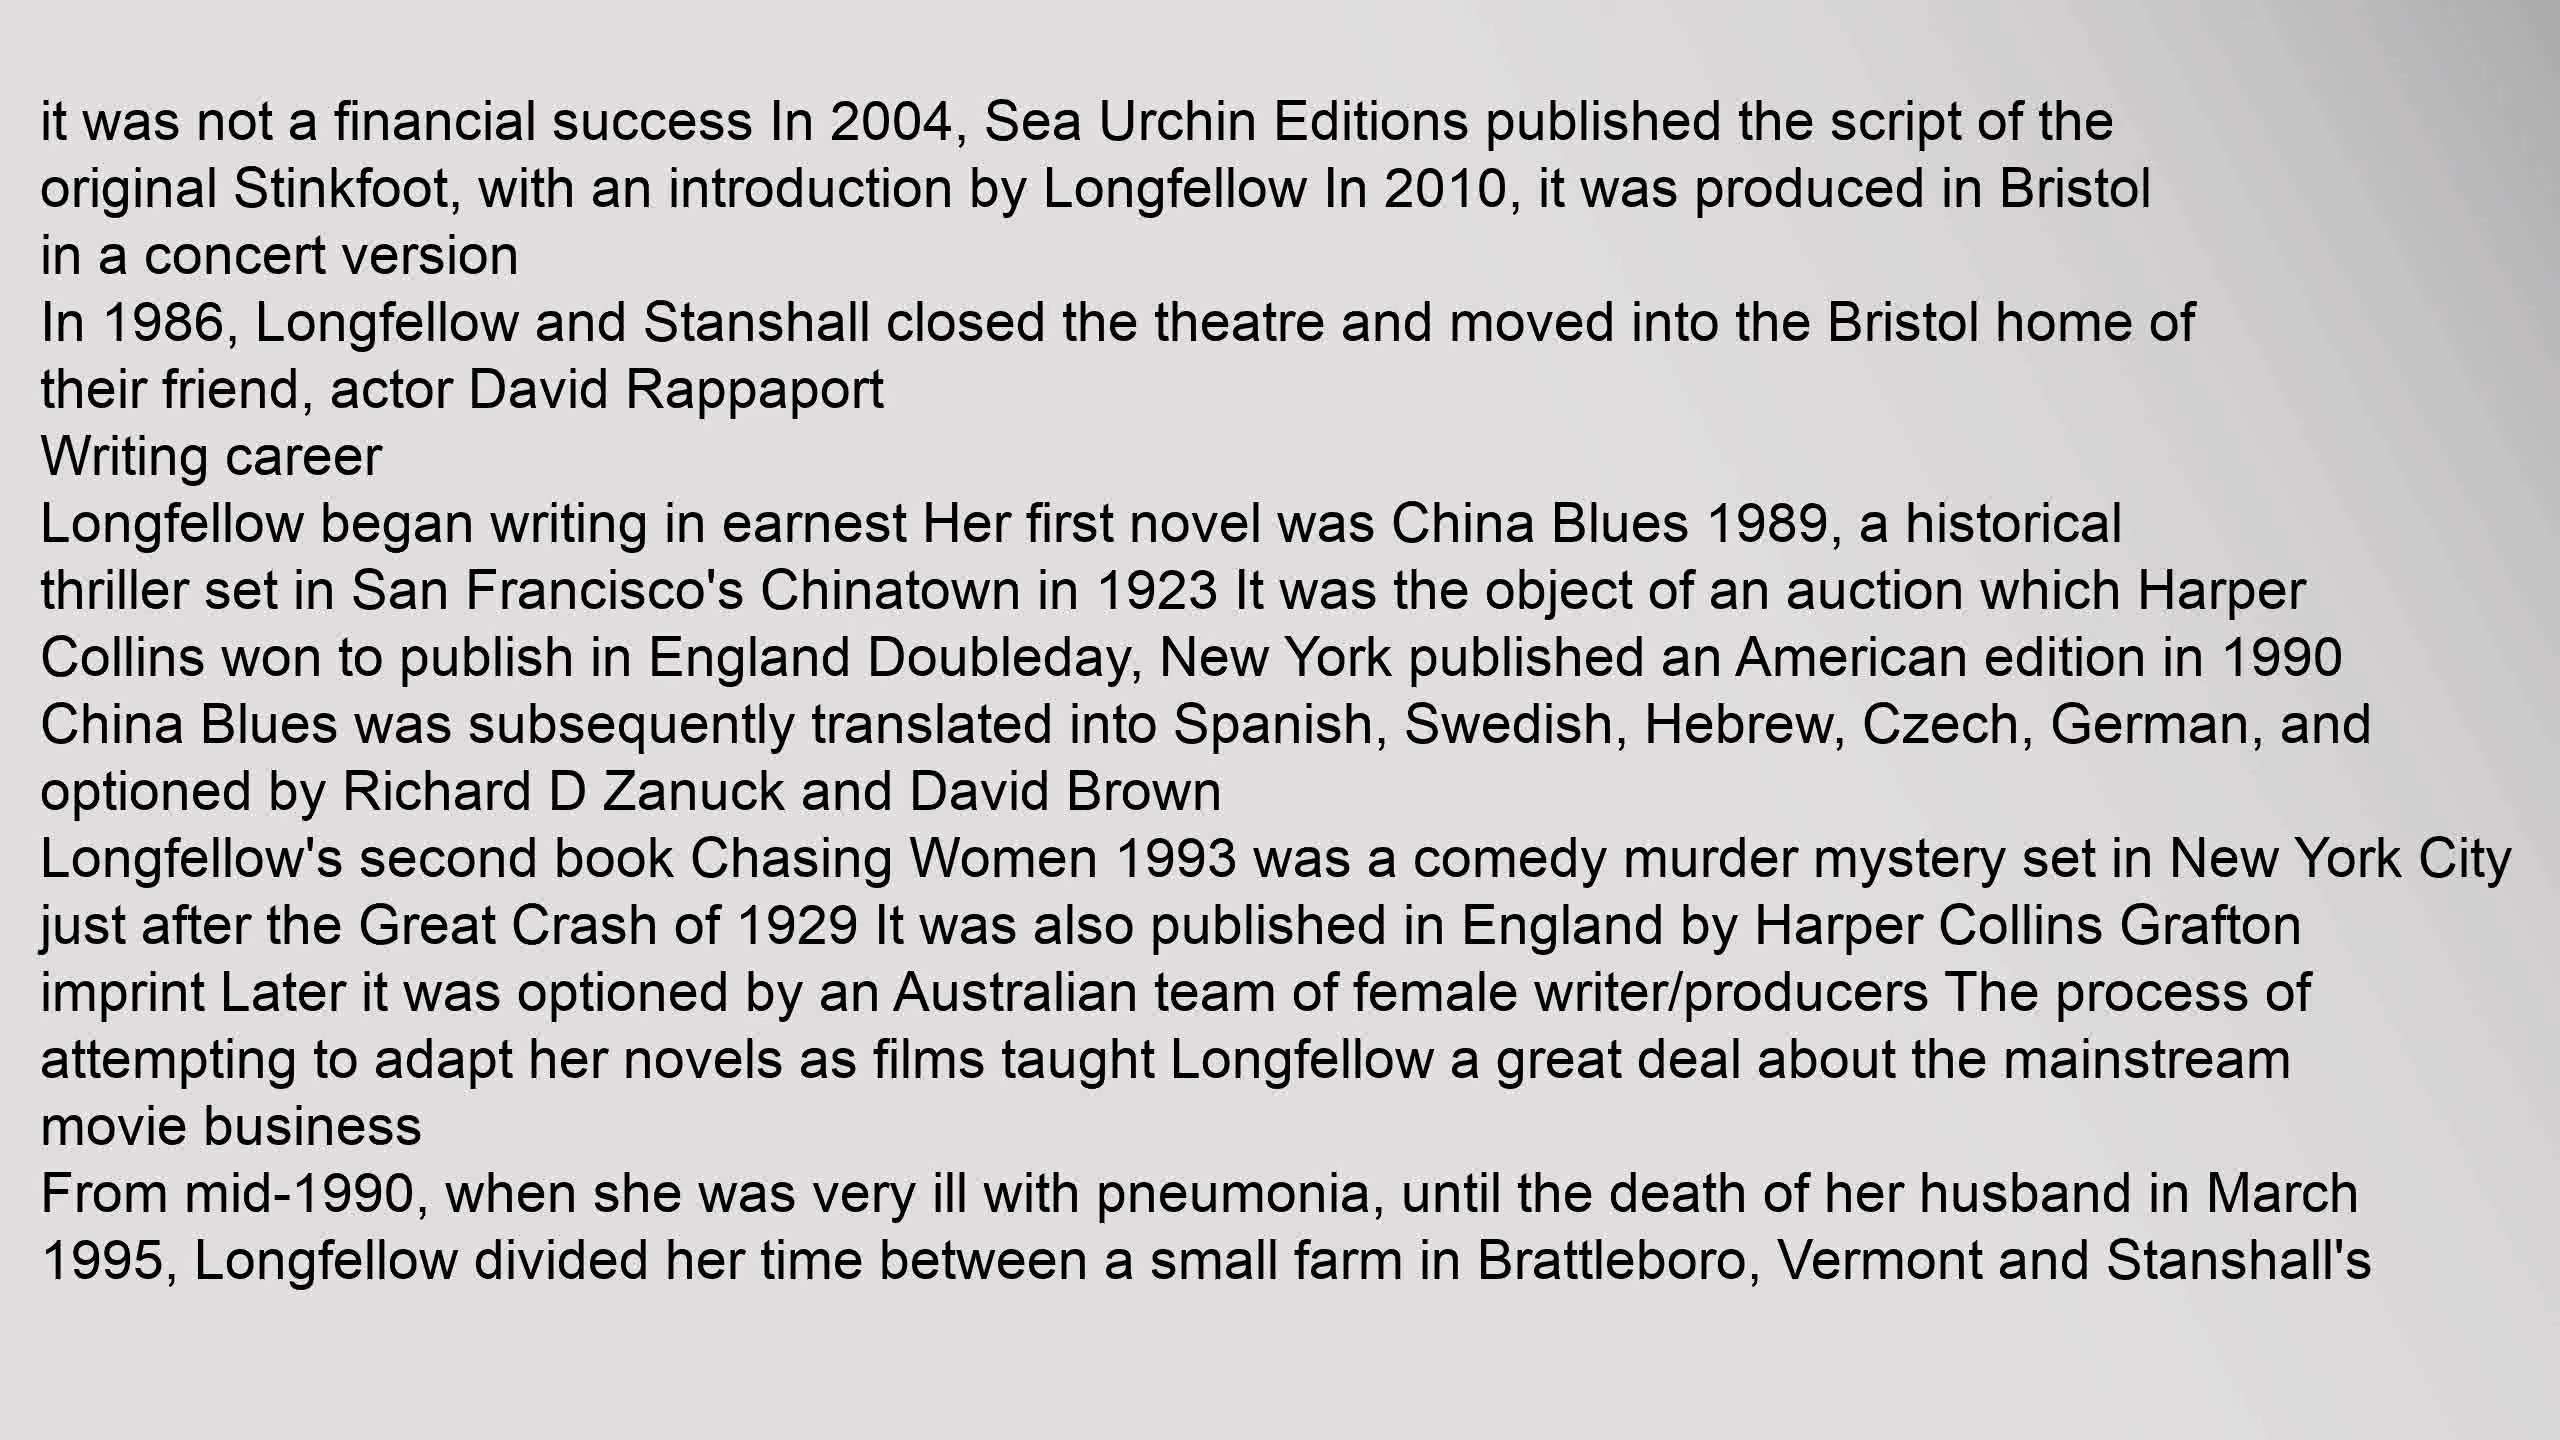 it was not a financial success In 2004, Sea Urchin Editions published the script of the
original Stinkfoot, with an introduction by Longfellow In 2010, it was produced in Bristol
in a concert version
In 1986, Longfellow and Stanshall closed the theatre and moved into the Bristol home of
their friend, actor David Rappaport
Writing career
Longfellow began writing in earnest Her first novel was China Blues 1989, a historical
thriller set in San Francisco's Chinatown in 1923 It was the object of an auction which Harper
Collins won to publish in England Doubleday, New York published an American edition in 1990
China Blues was subsequently translated into Spanish, Swedish, Hebrew, Czech, German, and
optioned by Richard D Zanuck and David Brown
Longfellow's second book Chasing Women 1993 was a comedy murder mystery set in New York City
just after the Great Crash of 1929 It was also published in England by Harper Collins Grafton
imprint Later it was optioned by an Australian team of female writer/producers The process of
attempting to adapt her novels as films taught Longfellow a great deal about the mainstream
movie business
From mid-1990, when she was very ill with pneumonia, until the death of her husband in March
1995, Longfellow divided her time between a small farm in Brattleboro, Vermont and Stanshall's